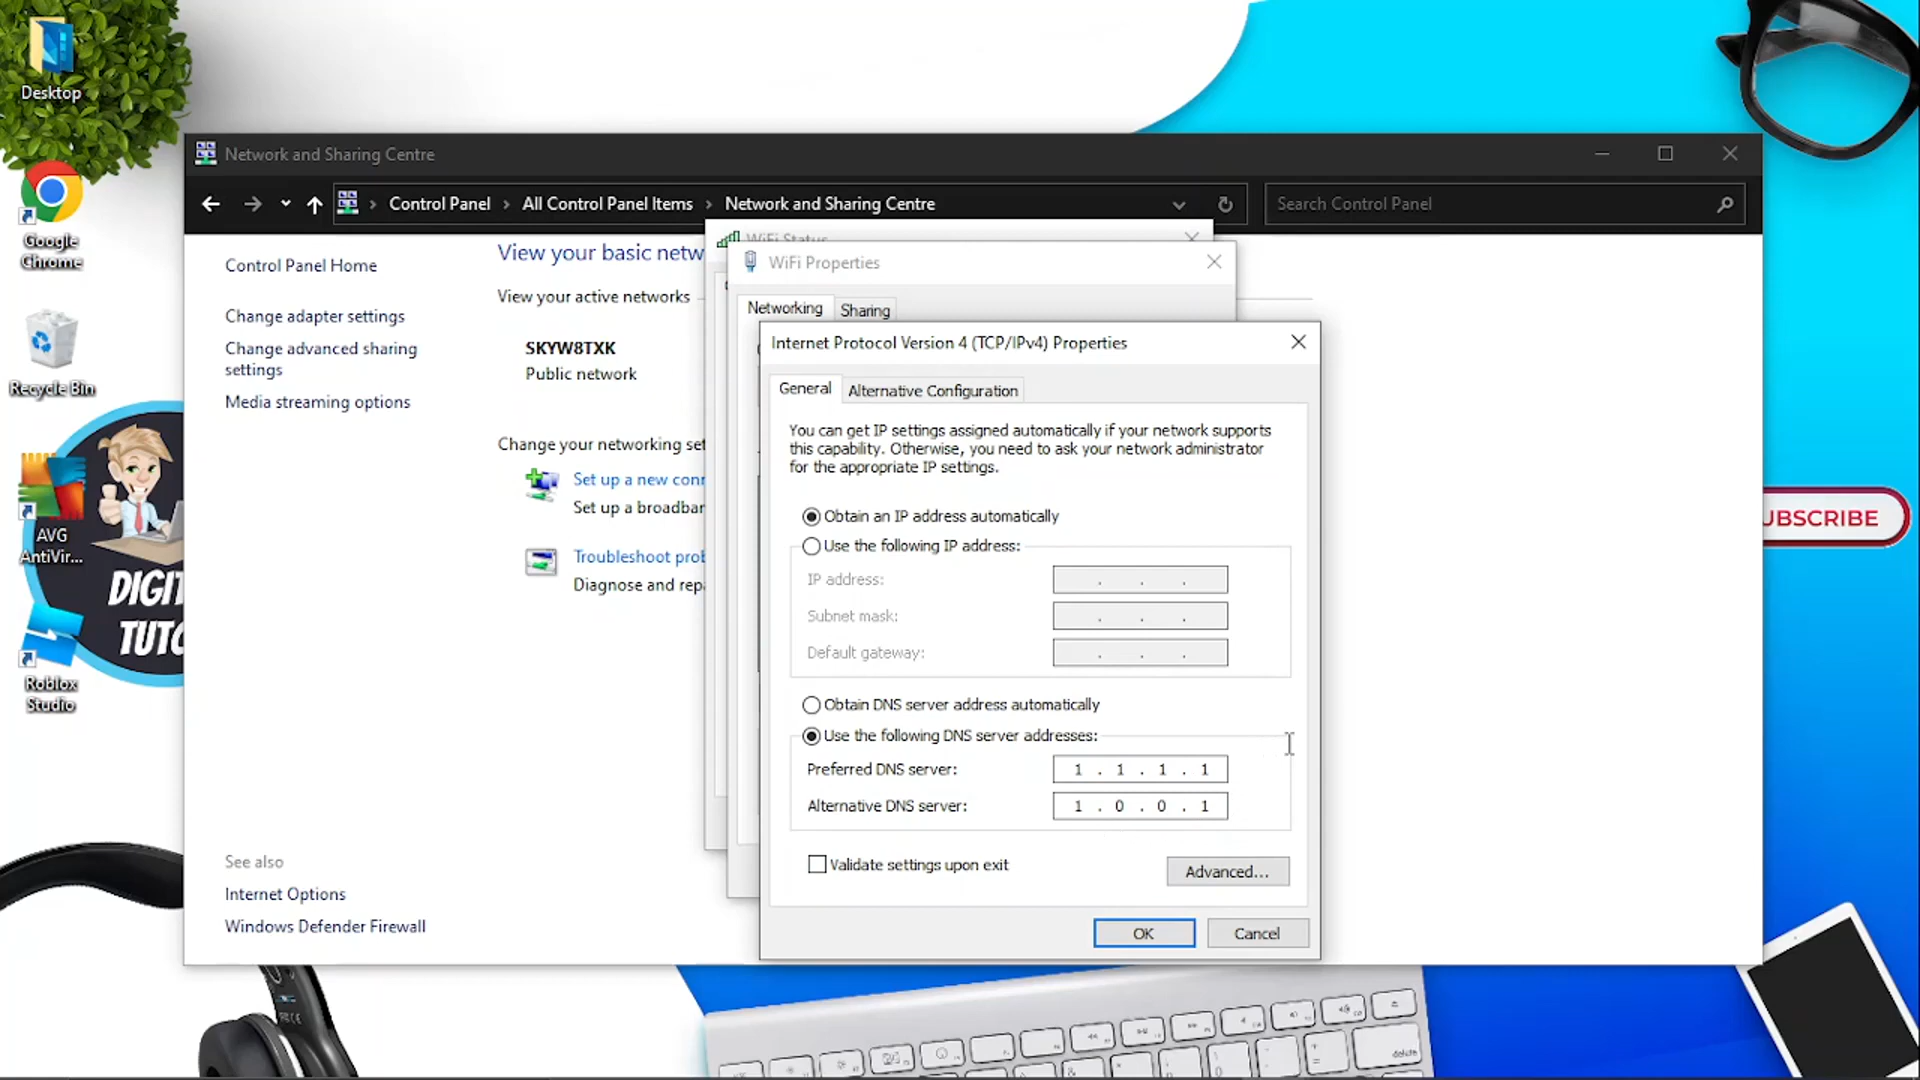 Desktop
Google
Chrome
Recycle Bin
AVG
AntiVir...
DIGIT
TUTO
Roblox
Studio
Network and Sharing Centre
Control Panel
All Control Panel Items
Network and Sharing Centre
Search Control Panel
Control Panel Home
Change adapter settings
Change advanced sharing
settings
Media streaming options
See also
Internet Options
Windows Defender Firewall
View your basic netw
View your active networks
SKYW8TXK
Public network
Change your networking set
Set up a new conn
Set up a broadban
Troubleshoot prob
Diagnose and repa
WiFi Status
WiFi Properties
Networking
Sharing
Internet Protocol Version 4 (TCP/IPv4) Properties
General
Alternative Configuration
You can get IP settings assigned automatically if your network supports
this capability. Otherwise, you need to ask your network administrator
for the appropriate IP settings.
Obtain an IP address automatically
Use the following IP address:
IP address: . . .
Subnet mask: . . .
Default gateway: . . .
Obtain DNS server address automatically
Use the following DNS server addresses:
Preferred DNS server: 1 . 1 . 1 . 1
Alternative DNS server: 1 . 0 . 0 . 1
Validate settings upon exit
Advanced...
OK
Cancel
UBSCRIBE
delete